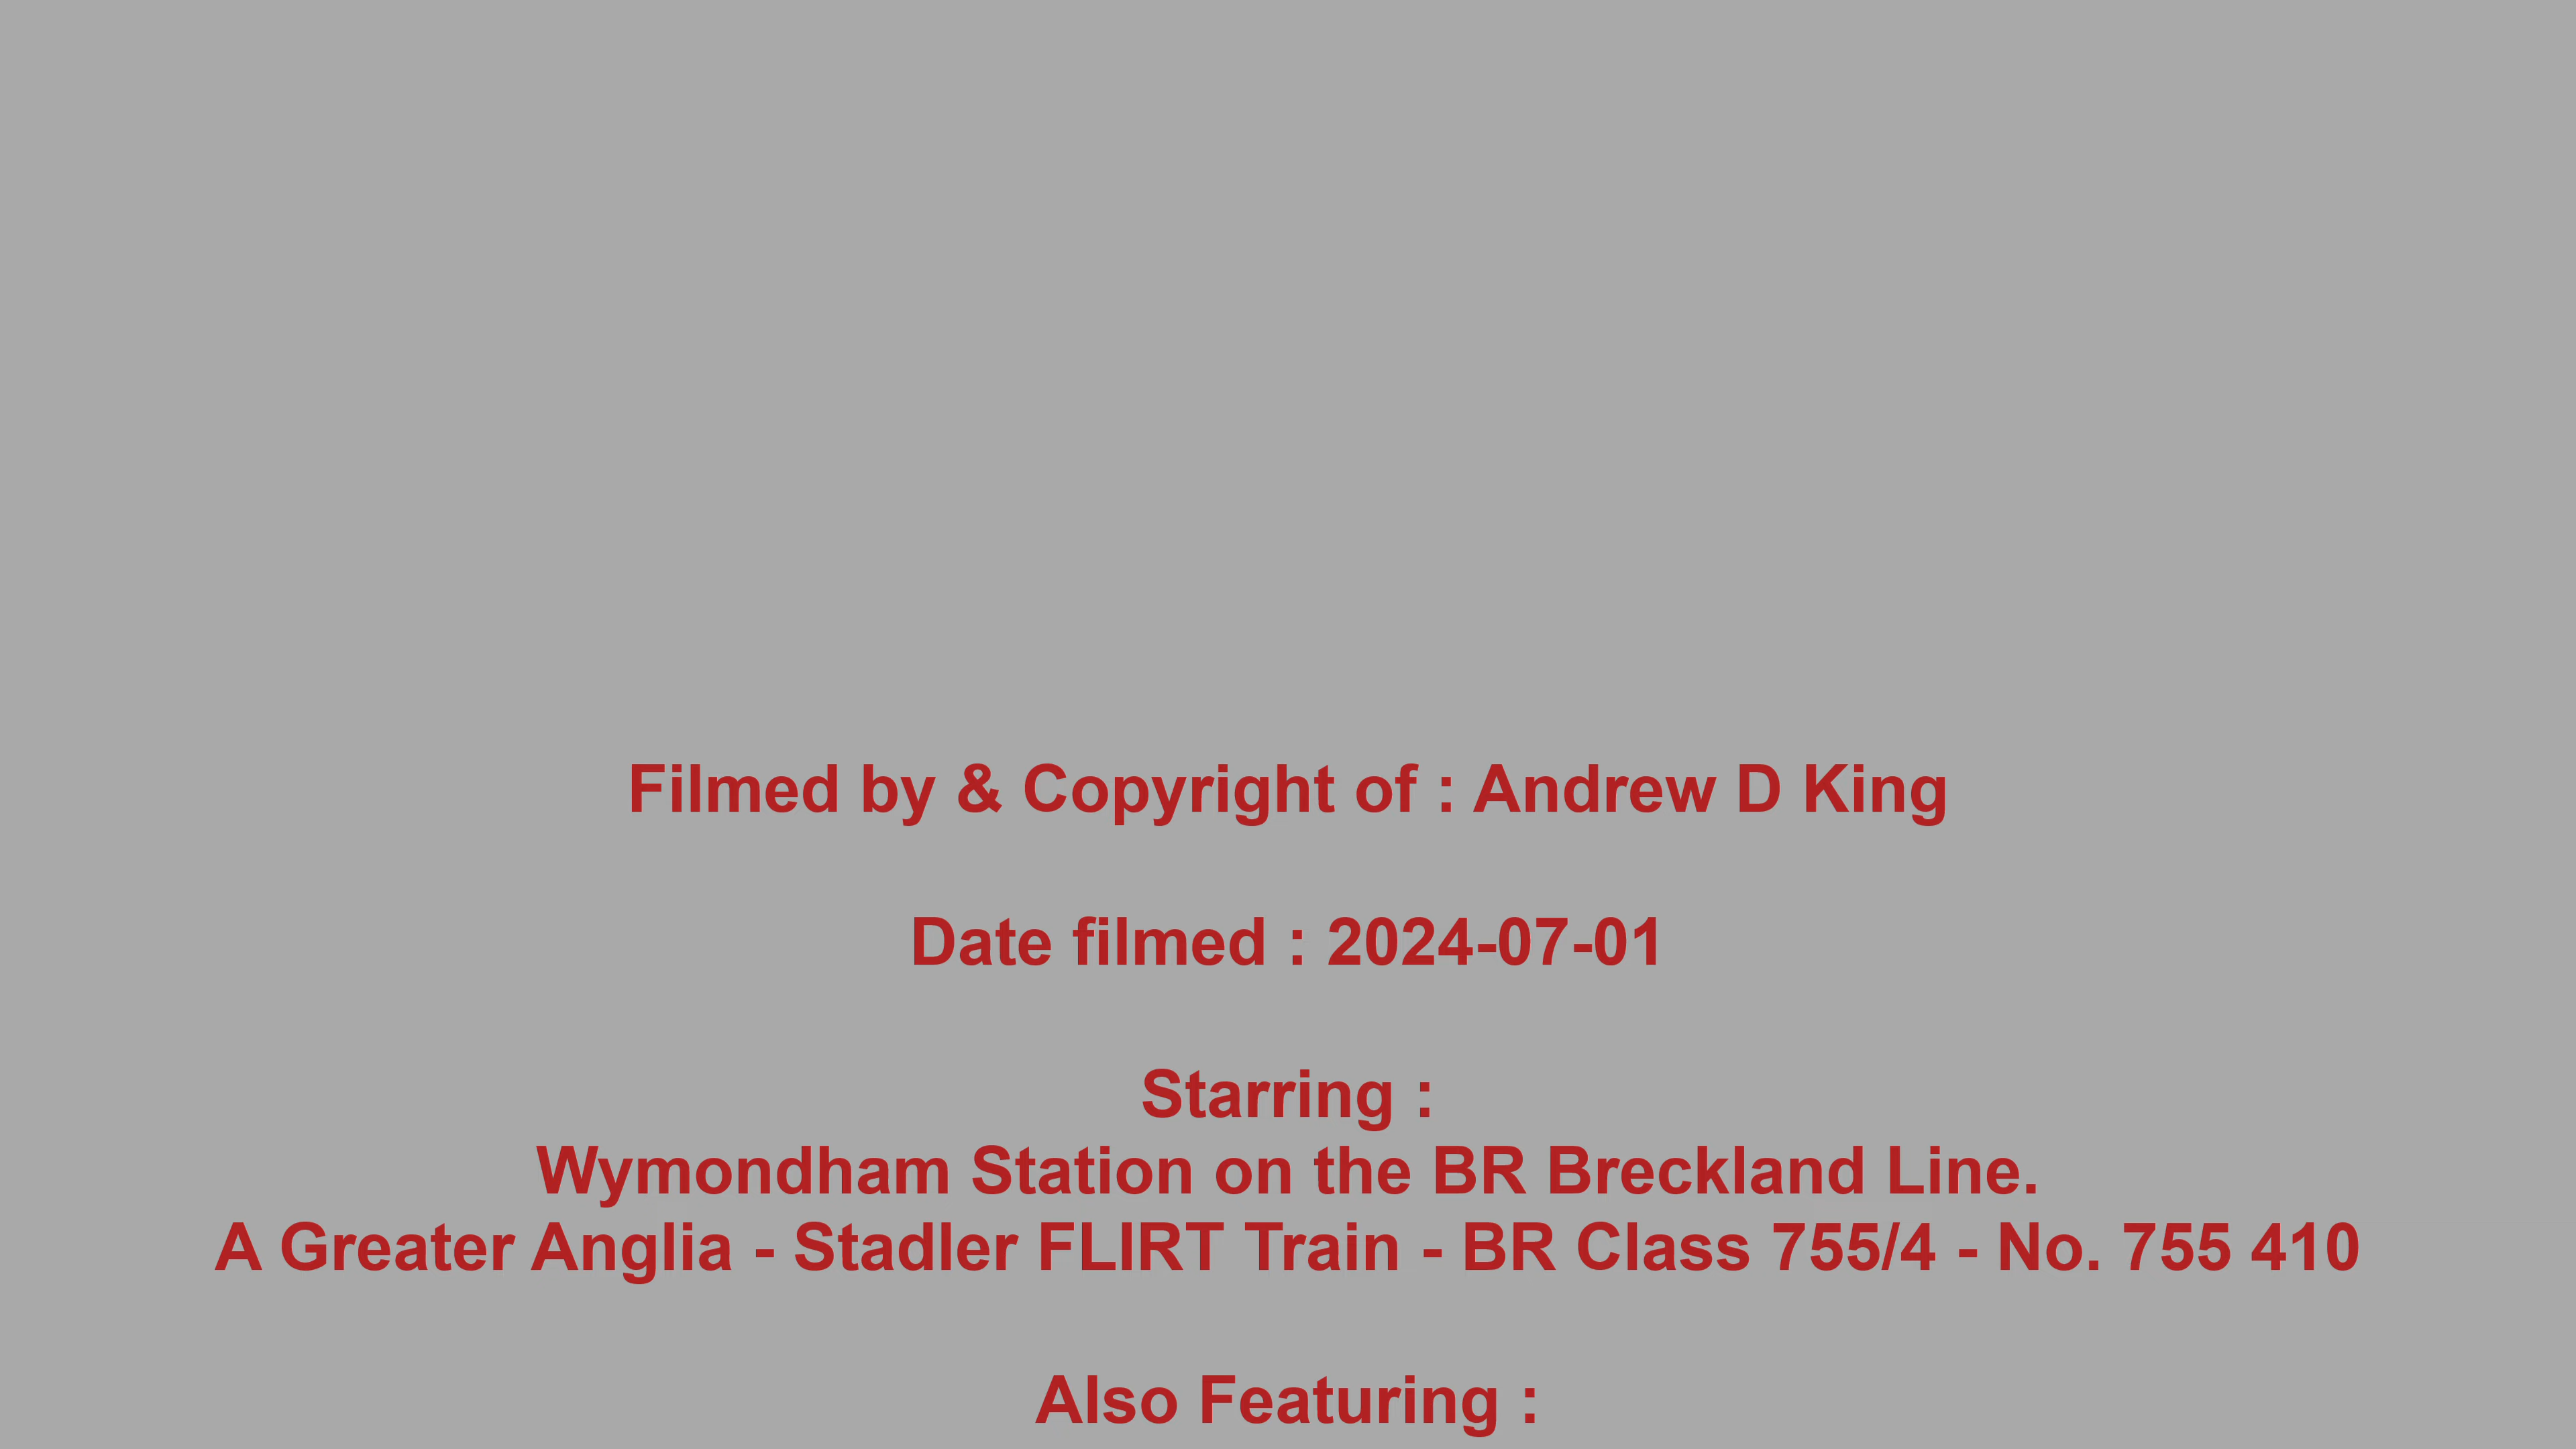 Filmed by & Copyright of : Andrew D King
Date filmed : 2024-07-01
Starring :
Wymondham Station on the BR Breckland Line.
A Greater Anglia - Stadler FLIRT Train - BR Class 755/4 - No. 755 410
Also Featuring :